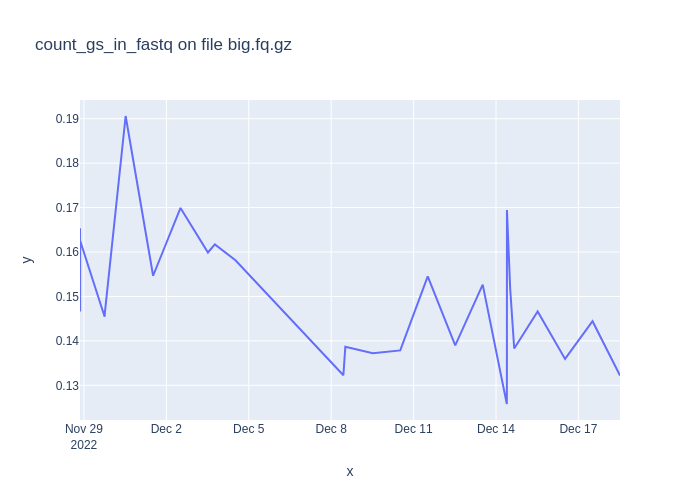 count_gs_in_fastq on file big.fq.gz
0.19
0.18
0.17
0.16
0.15
0.14
0.13
y
Nov 29
2022
Dec 2
Dec 5
Dec 8
Dec 11
Dec 14
Dec 17
x